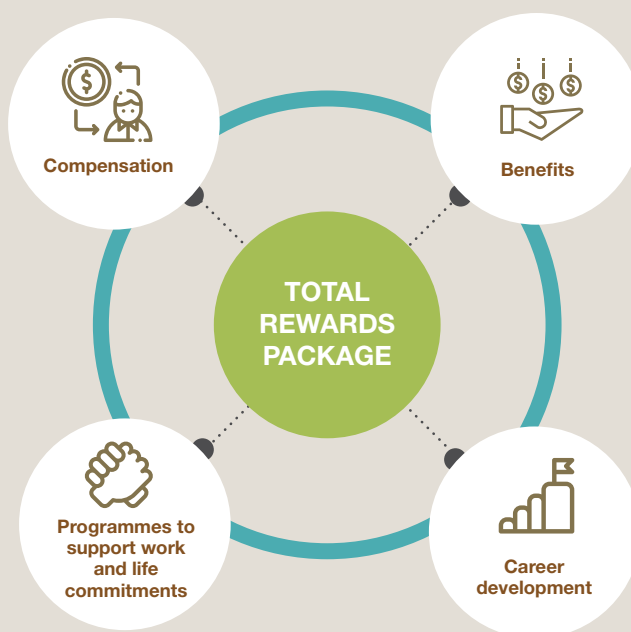 $
$ $ $
Compensation
Benefits
TOTAL
REWARDS
PACKAGE
Programmes to
support work
and life
commitments
Career
development